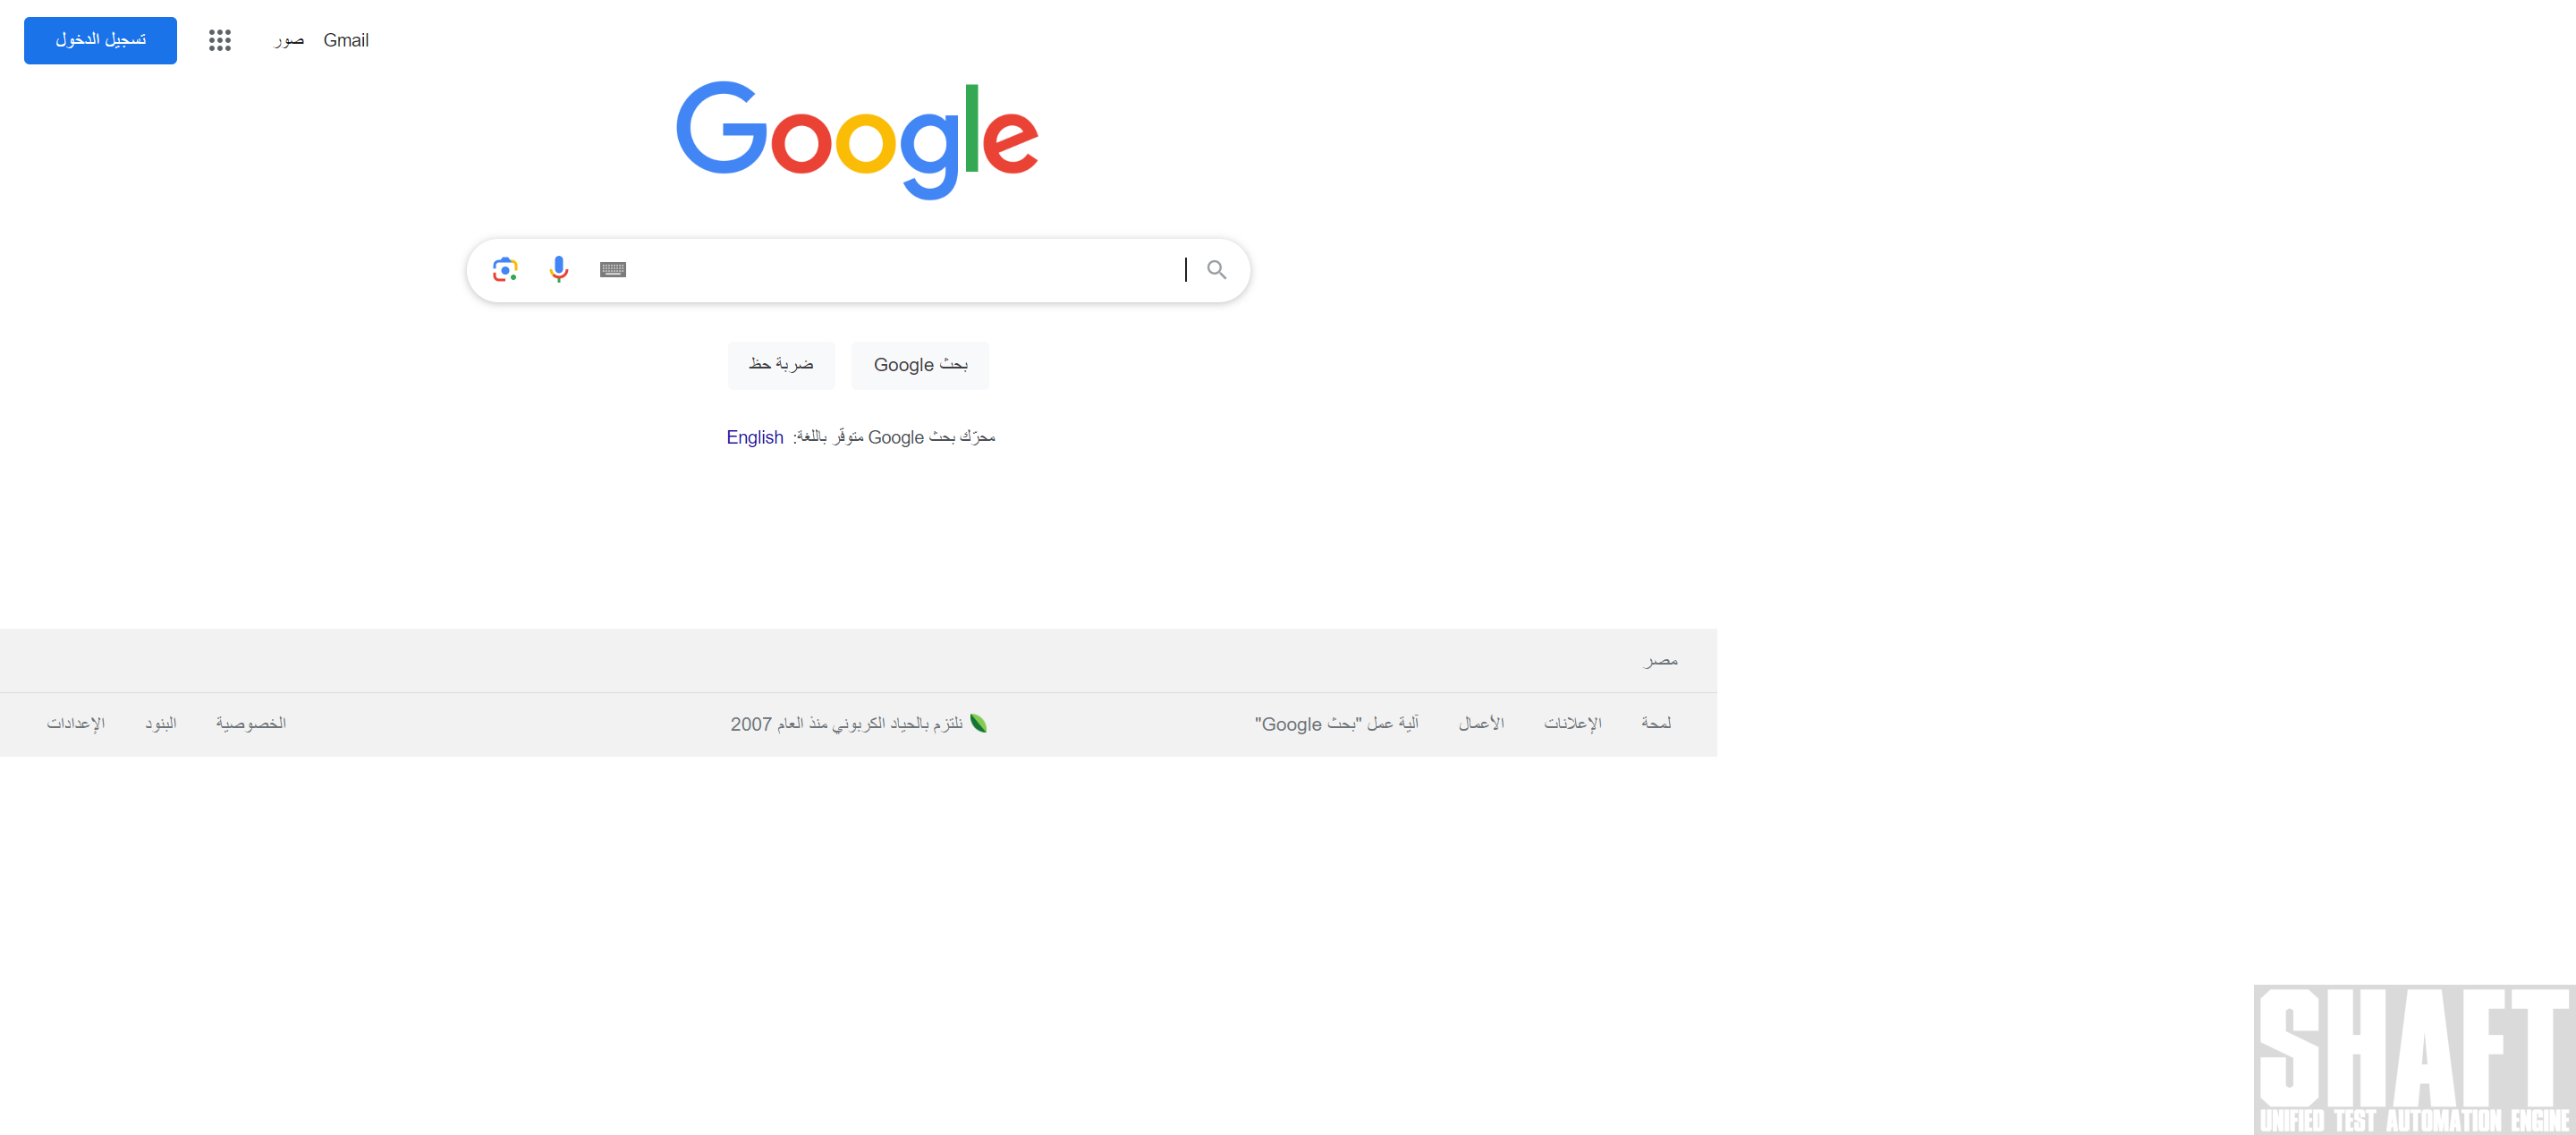 Gmail صور تسجيل الدخول
Google
بحث Google ضربة حظ
محرّك بحث Google متوفّر باللغة: English
مصر
لمحة الإعلانات الأعمال آلية عمل "بحث Google" نلتزم بالحياد الكربوني منذ العام 2007 الخصوصية البنود الإعدادات
SHAFT
UNIFIED TEST AUTOMATION ENGINE